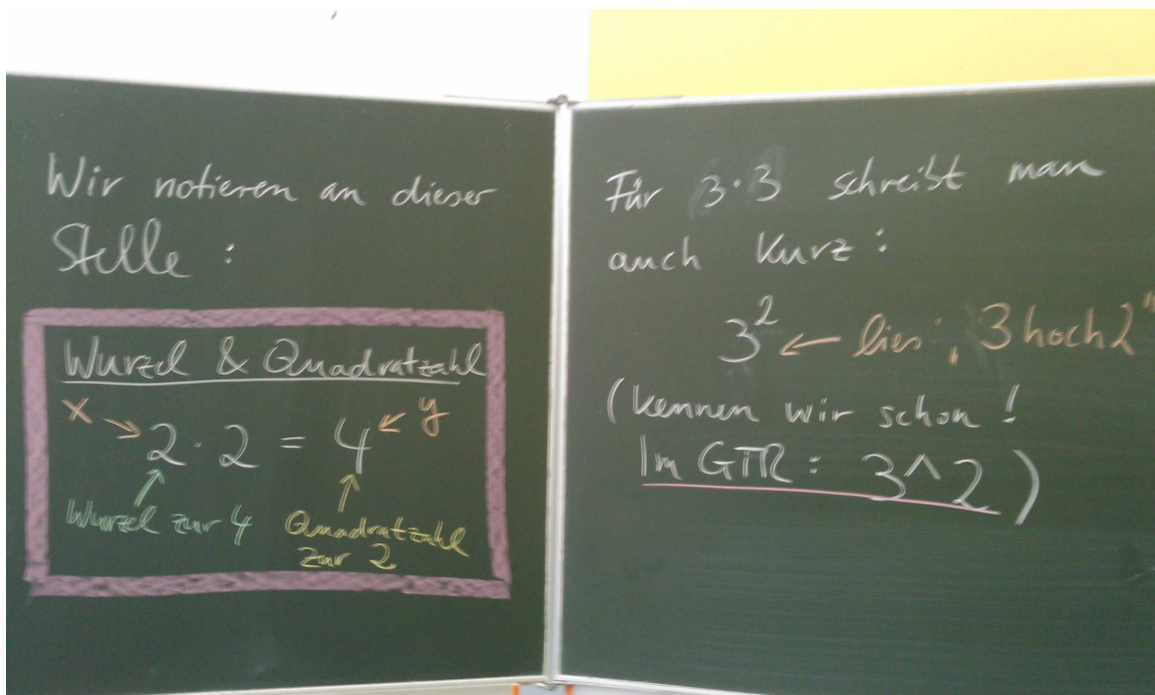 Wir notieren an dieser
Stelle :
Wurzel & Quadratzahl
x → 2 · 2 = 4 ← y
Wurzel zur 4
Quadratzahl
zur 2
Für 3·3 schreibt man
auch kurz :
3² ← lies: „3 hoch 2"
(kennen wir schon !
Im GTR : 3^2 )